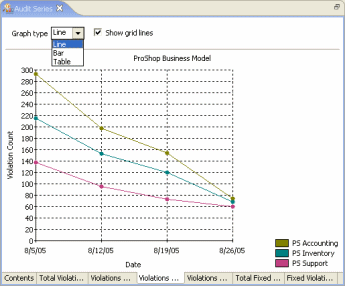 Audit Series
Graph type Line Show grid lines
Line
Bar
Table
ProShop Business Model
Violation Count
300
280
260
240
220
200
180
160
140
120
100
80
60
40
20
0
8/5/05 8/12/05 8/19/05 8/26/05
Date
PS Accounting
PS Inventory
PS Support
Contents Total Violati... Violations ... Violations ... Violations ... Total Fixed ... Fixed Violati...